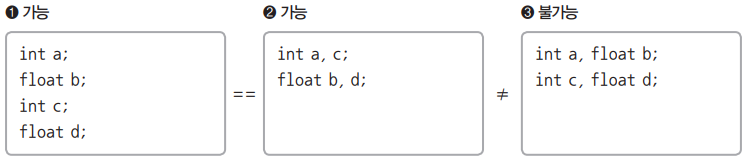 ❶ 가능
int a;
float b;
int c;
float d;
==
❷ 가능
int a, c;
float b, d;
≠
❸ 불가능
int a, float b;
int c, float d;